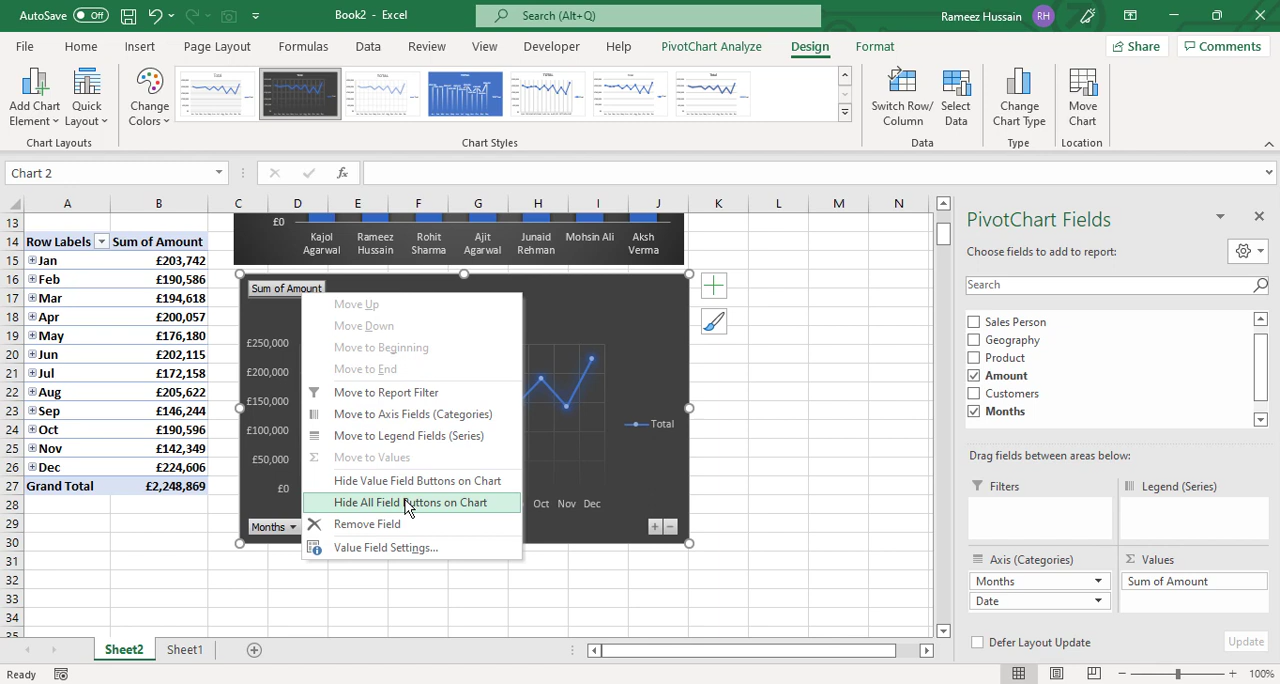 AutoSave Off
Book2 - Excel
Search (Alt+Q)
Rameez Hussain RH
File Home Insert Page Layout Formulas Data Review View Developer Help PivotChart Analyze Design Format
Share
Comments
Add Chart Element
Quick Layout
Change Colors
Switch Row/ Column
Select Data
Change Chart Type
Move Chart
Chart Layouts
Chart Styles
Data
Type
Location
Chart 2
fx
A B C D E F G H I J K L M N
13
14 Row Labels Sum of Amount
15 Jan £203,742
16 Feb £190,586
17 Mar £194,618
18 Apr £200,057
19 May £176,180
20 Jun £202,115
21 Jul £172,158
22 Aug £205,622
23 Sep £146,244
24 Oct £190,596
25 Nov £142,349
26 Dec £224,606
27 Grand Total £2,248,869
28
29
30
31
32
33
34
£0
Kajol Agarwal
Rameez Hussain
Rohit Sharma
Ajit Agarwal
Junaid Rehman
Mohsin Ali
Aksh Verma
Sum of Amount
£250,000
£200,000
£150,000
£100,000
£50,000
£0
Oct Nov Dec
Total
Months
Move Up
Move Down
Move to Beginning
Move to End
Move to Report Filter
Move to Axis Fields (Categories)
Move to Legend Fields (Series)
Move to Values
Hide Value Field Buttons on Chart
Hide All Field Buttons on Chart
Remove Field
Value Field Settings...
PivotChart Fields
Choose fields to add to report:
Search
Sales Person
Geography
Product
Amount
Customers
Months
Drag fields between areas below:
Filters
Legend (Series)
Axis (Categories)
Σ Values
Months
Date
Sum of Amount
Defer Layout Update
Update
Sheet2 Sheet1
Ready
100%